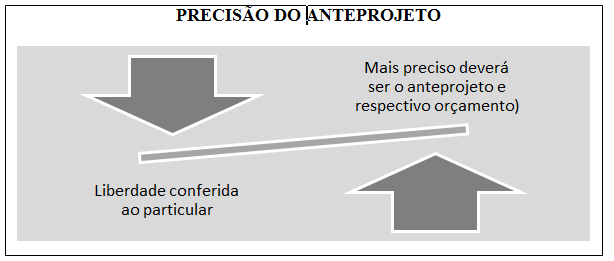 PRECISÃO DO ANTEPROJETO
Mais preciso deverá
ser o anteprojeto e
respectivo orçamento)
Liberdade conferida
ao particular